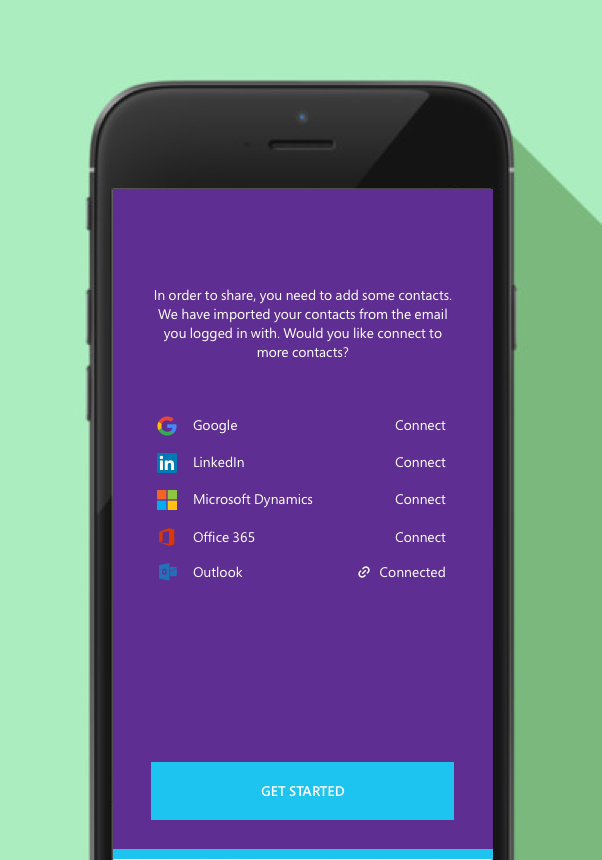 In order to share, you need to add some contacts.
We have imported your contacts from the email
you logged in with. Would you like connect to
more contacts?
Google Connect
LinkedIn Connect
Microsoft Dynamics Connect
Office 365 Connect
Outlook Connected
GET STARTED